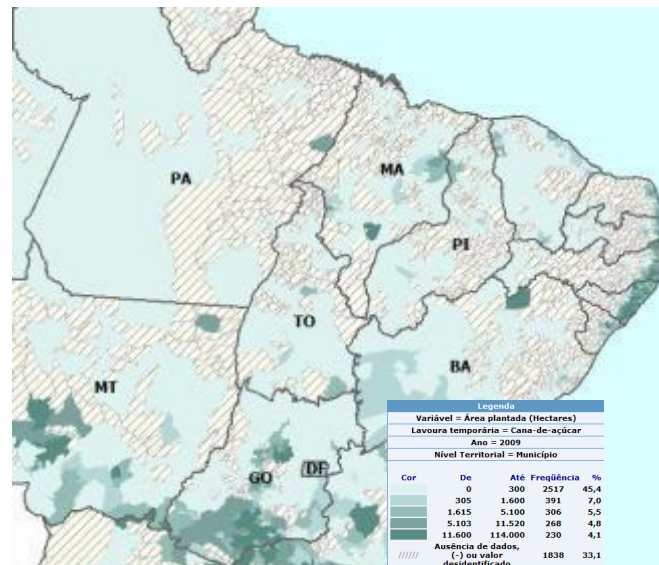 PA
MA
PI
TO
BA
MT
GO
DF
Legenda
Variável = Área plantada (Hectares)
Lavoura temporária = Cana-de-açúcar
Ano = 2009
Nível Territorial = Município
Cor De Até Freqüência %
0 300 2517 45,4
305 1.600 391 7,0
1.615 5.100 306 5,5
5.103 11.520 268 4,8
11.600 114.000 230 4,1
Ausência de dados,
////// (-) ou valor 1838 33,1
desidentificado